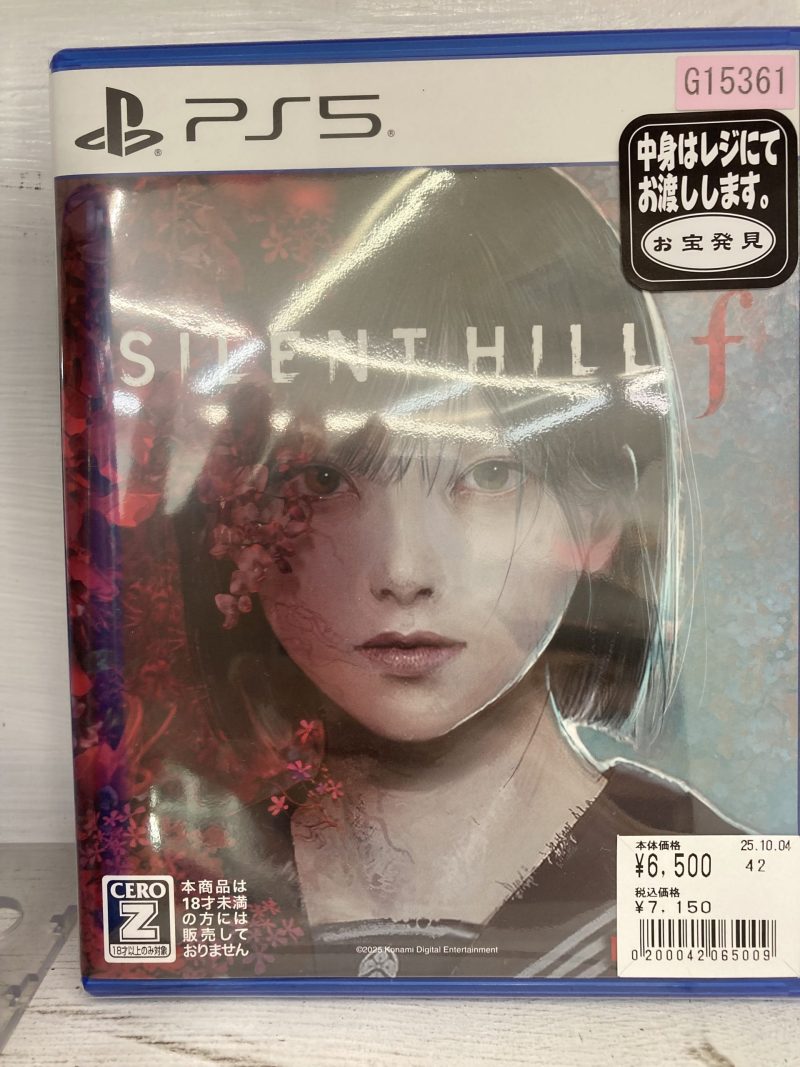 PS5
G15361
中身はレジにて
お渡しします。
お宝発見
SILENT HILL f
本体価格 25.10.04
¥6,500 42
税込価格
¥7,150
0200042065009
CERO
Z
18才以上のみ対象
本商品は
18才未満
の方には
販売して
おりません
©2025 Konami Digital Entertainment